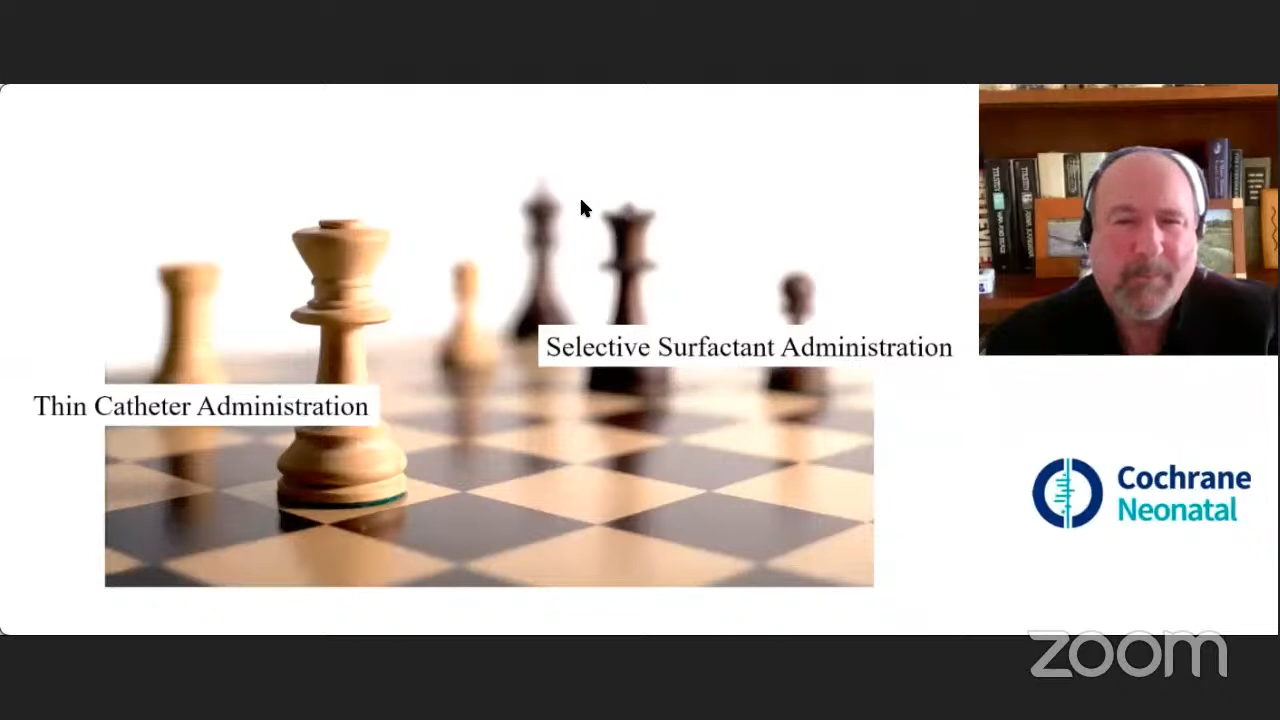 Selective Surfactant Administration
Thin Catheter Administration
Cochrane
Neonatal
zoom